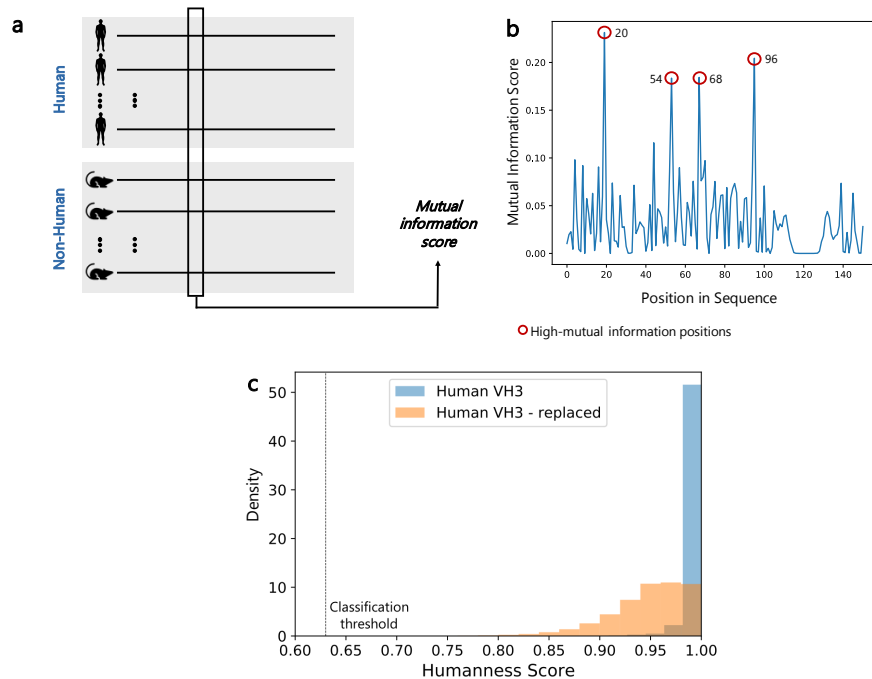 a
Human
Non-Human
Mutual
information
score
b
Mutual Information Score
0.20
0.15
0.10
0.05
0.00
20
54
68
96
0
20
40
60
80
100
120
140
Position in Sequence
High-mutual information positions
c
Density
50
40
30
20
10
0
Human VH3
Human VH3 - replaced
Classification
threshold
0.60
0.65
0.70
0.75
0.80
0.85
0.90
0.95
1.00
Humanness Score